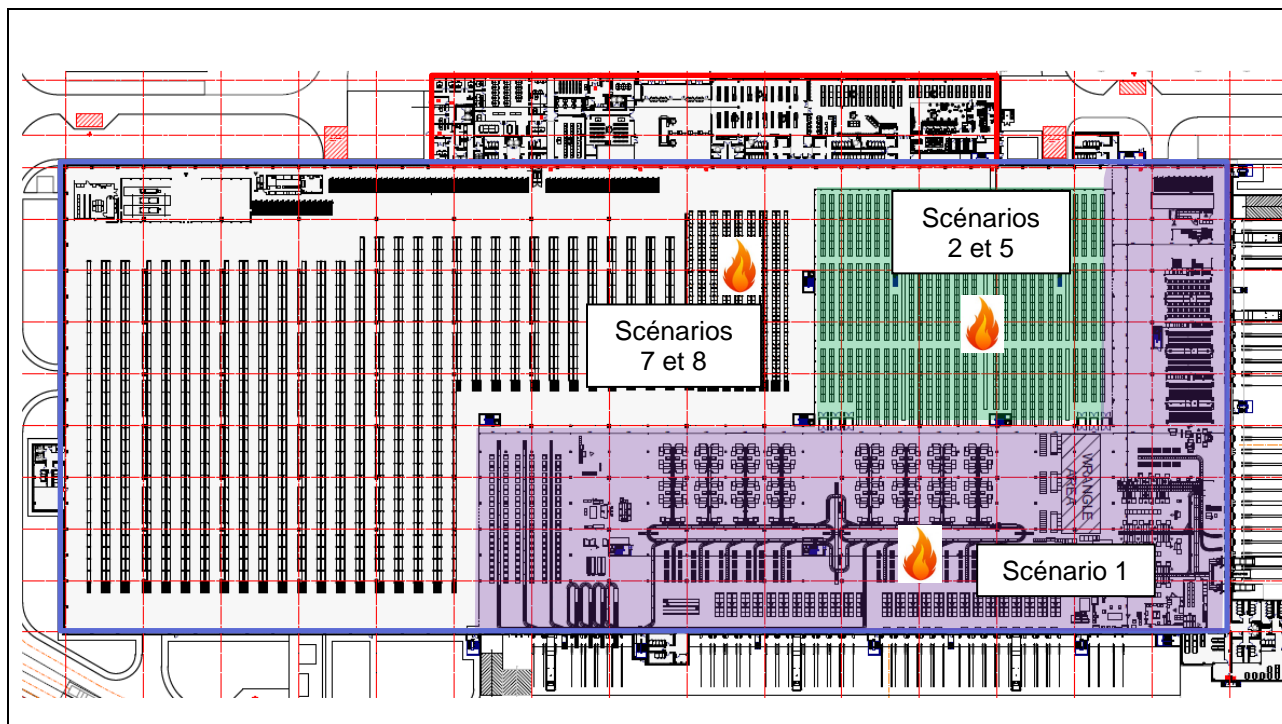 Scénarios
2 et 5
Scénarios
7 et 8
WRANGLE
AREA
Scénario 1